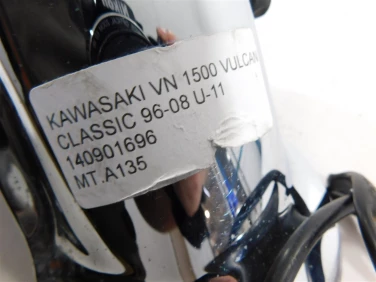 KAWASAKI VN 1500 VULCAN
CLASSIC 96-08 U-11
140901696
MT.A135